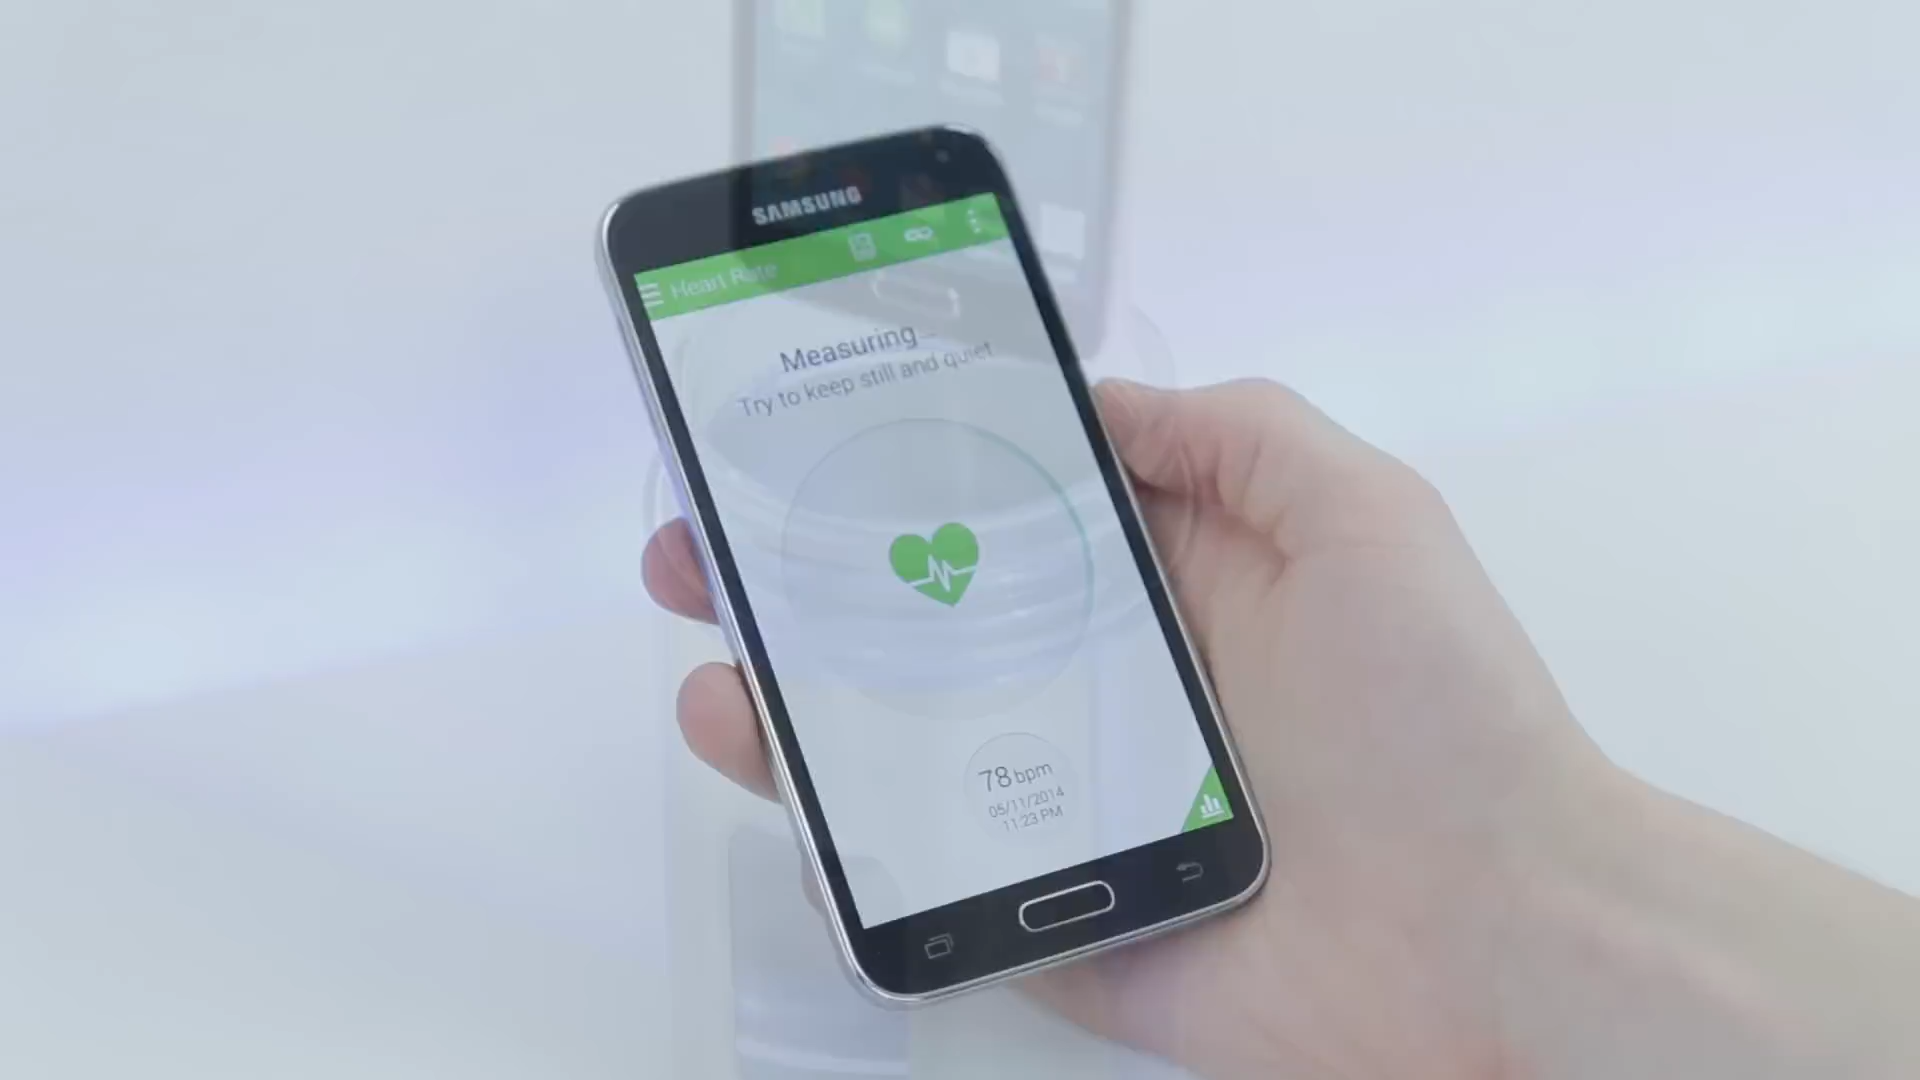 SAMSUNG
Heart Rate
Measuring...
Try to keep still and quiet
78 bpm
05/11/2014
11:23 PM